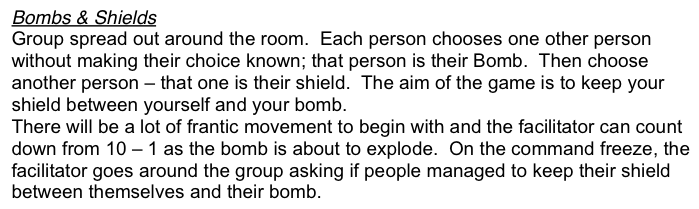 Bombs & Shields
Group spread out around the room.  Each person chooses one other person
without making their choice known; that person is their Bomb.  Then choose
another person – that one is their shield.  The aim of the game is to keep your
shield between yourself and your bomb.
There will be a lot of frantic movement to begin with and the facilitator can count
down from 10 – 1 as the bomb is about to explode.  On the command freeze, the
facilitator goes around the group asking if people managed to keep their shield
between themselves and their bomb.